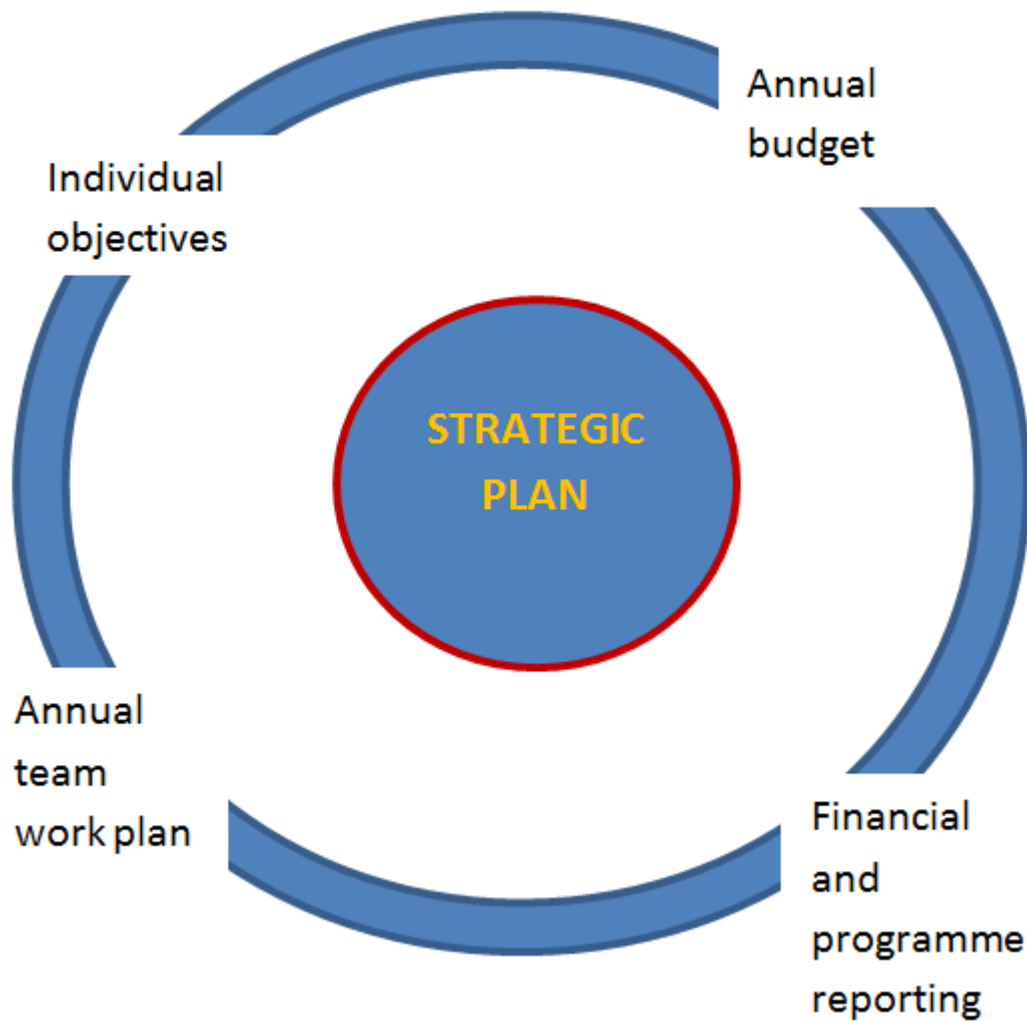 Annual
budget
Individual
objectives
STRATEGIC
PLAN
Annual
team
work plan
Financial
and
programme
reporting